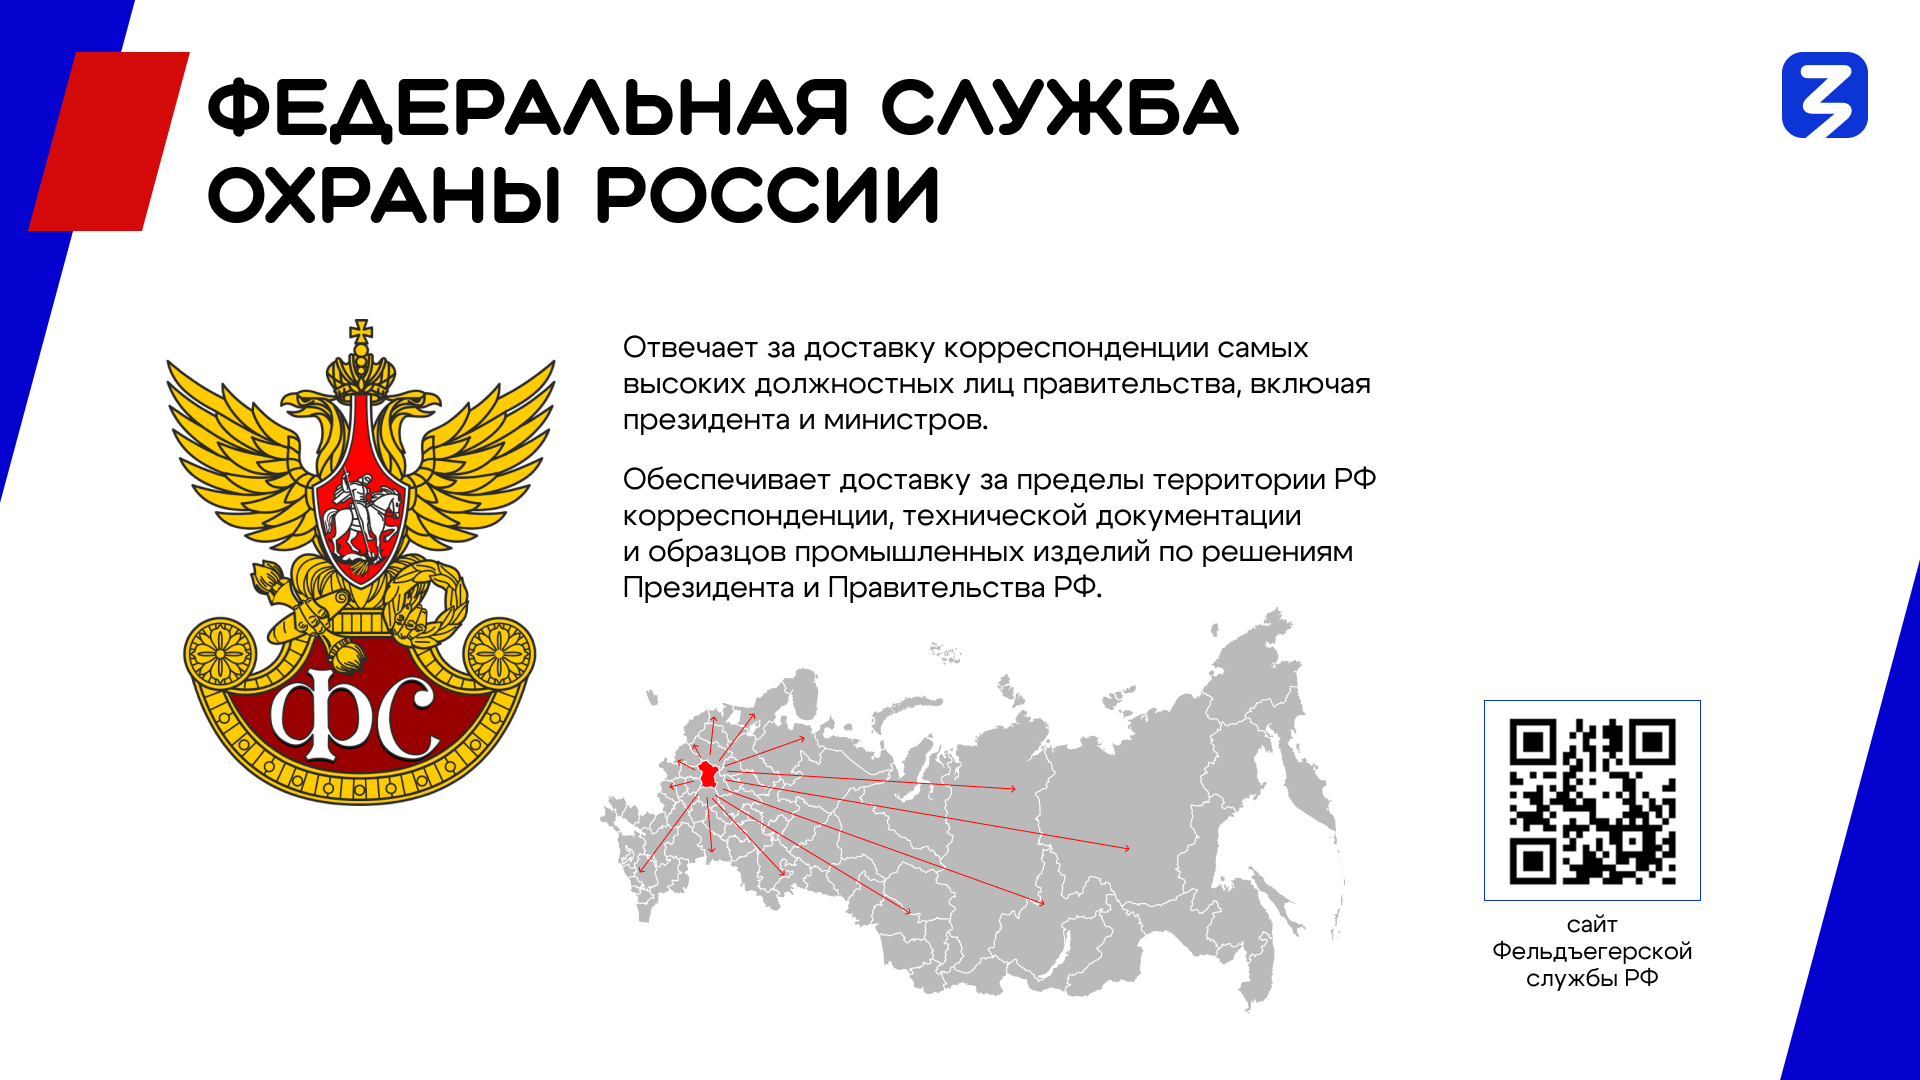 ФЕДЕРАЛЬНАЯ СЛУЖБА
ОХРАНЫ РОССИИ
Отвечает за доставку корреспонденции самых
высоких должностных лиц правительства, включая
президента и министров.
Обеспечивает доставку за пределы территории РФ
корреспонденции, технической документации
и образцов промышленных изделий по решениям
Президента и Правительства РФ.
ФС
сайт
Фельдъегерской
службы РФ